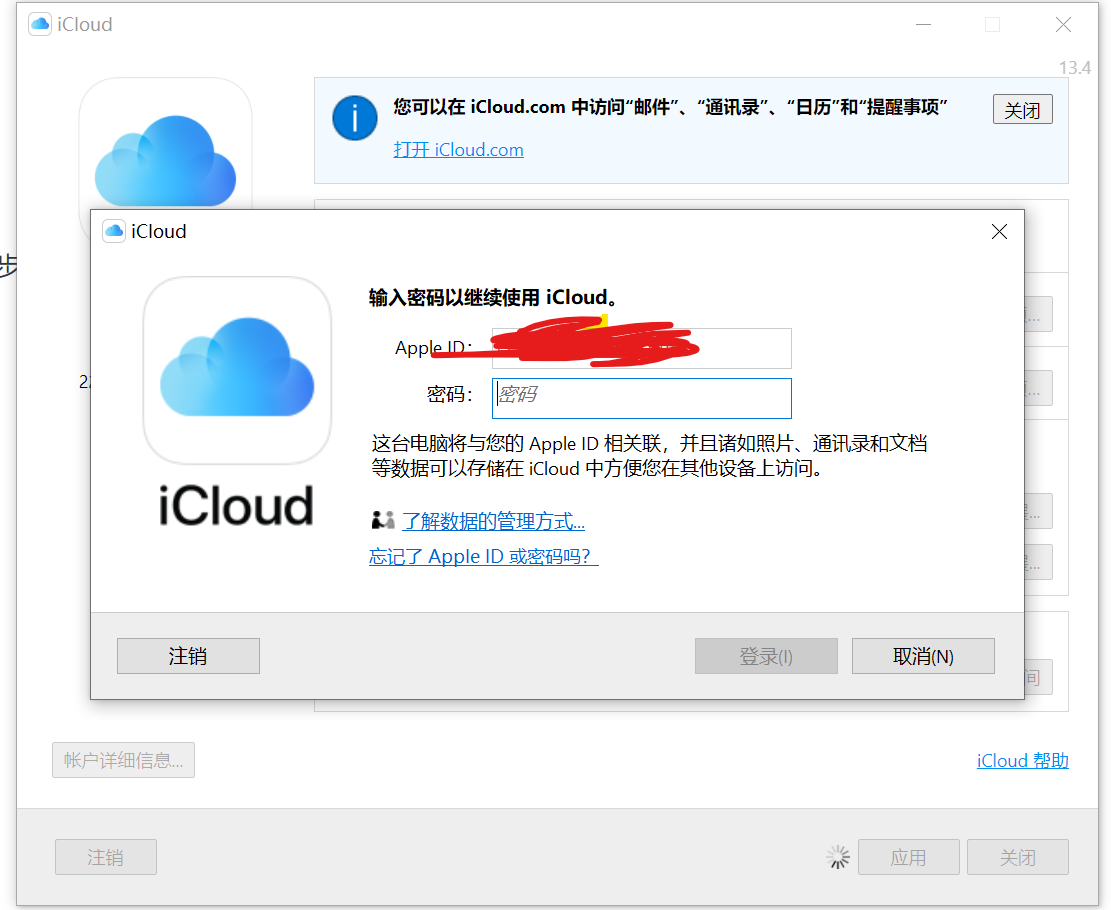 iCloud
13.4
您可以在 iCloud.com 中访问“邮件”、“通讯录”、“日历”和“提醒事项”
关闭
打开 iCloud.com
iCloud
步
输入密码以继续使用 iCloud。
Apple ID:
密码:
密码
这台电脑将与您的 Apple ID 相关联，并且诸如照片、通讯录和文档
等数据可以存储在 iCloud 中方便您在其他设备上访问。
iCloud
了解数据的管理方式...
忘记了 Apple ID 或密码吗？
注销
登录(I)
取消(N)
帐户详细信息...
iCloud 帮助
注销
应用
关闭